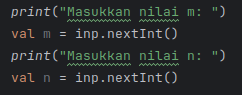 print("Masukkan nilai m: ")
val m = inp.nextInt()
print("Masukkan nilai n: ")
val n = inp.nextInt()